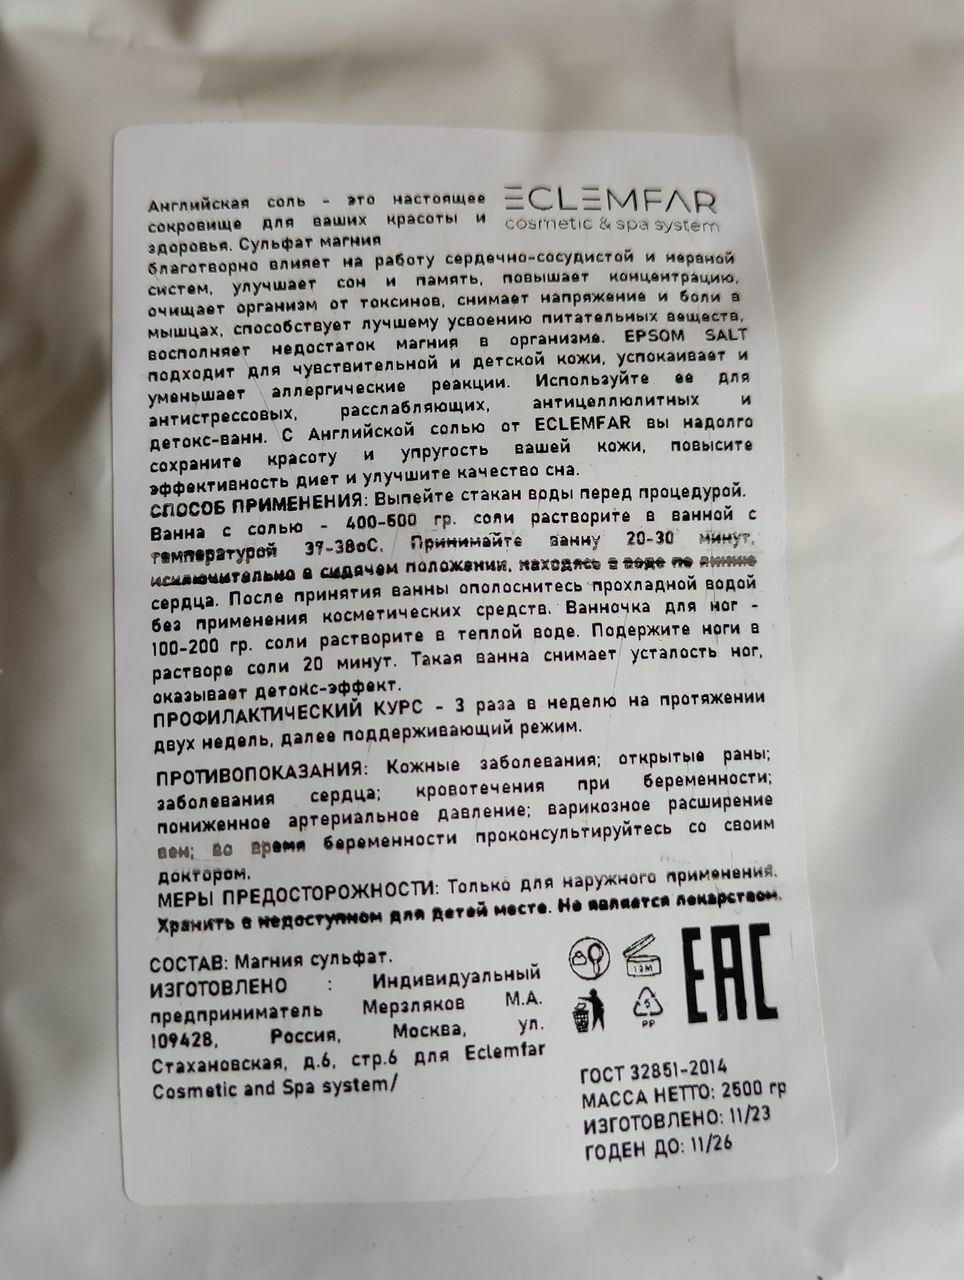 Английская соль - это настоящее
сокровище для ваших красоты и
здоровья. Сульфат магния
ECLEMFAR
cosmetic & spa system
благотворно влияет на работу сердечно-сосудистой и нервной
систем, улучшает сон и память, повышает концентрацию,
очищает организм от токсинов, снимает напряжение и боли в
мышцах, способствует лучшему усвоению питательных веществ,
восполняет недостаток магния в организме. EPSOM SALT
подходит для чувствительной и детской кожи, успокаивает и
уменьшает аллергические реакции. Используйте ее для
антистрессовых, расслабляющих, антицеллюлитных и
детокс-ванн. С Английской солью от ECLEMFAR вы надолго
сохраните красоту и упругость вашей кожи, повысите
эффективность диет и улучшите качество сна.
СПОСОБ ПРИМЕНЕНИЯ: Выпейте стакан воды перед процедурой.
Ванна с солью - 400-600 гр. соли растворите в ванной с
температурой 37-38оС. Принимайте ванну 20-30 минут,
исключительно в сидячем положении, находясь в воде по линию
сердца. После принятия ванны ополоснитесь прохладной водой
без применения косметических средств. Ванночка для ног -
100-200 гр. соли растворите в теплой воде. Подержите ноги в
растворе соли 20 минут. Такая ванна снимает усталость ног,
оказывает детокс-эффект.
ПРОФИЛАКТИЧЕСКИЙ КУРС - 3 раза в неделю на протяжении
двух недель, далее поддерживающий режим.
ПРОТИВОПОКАЗАНИЯ: Кожные заболевания; открытые раны;
заболевания сердца; кровотечения при беременности;
пониженное артериальное давление; варикозное расширение
вен; во время беременности проконсультируйтесь со своим
доктором.
МЕРЫ ПРЕДОСТОРОЖНОСТИ: Только для наружного применения.
Хранить в недоступном для детей месте. Не является лекарством.
СОСТАВ: Магния сульфат.
ИЗГОТОВЛЕНО : Индивидуальный
предприниматель Мерзляков М.А.
109428, Россия, Москва, ул.
Стахановская, д.6, стр.6 для Eclemfar
Cosmetic and Spa system/
12M
5
PP
EAC
ГОСТ 32851-2014
МАССА НЕТТО: 2500 гр
ИЗГОТОВЛЕНО: 11/23
ГОДЕН ДО: 11/26